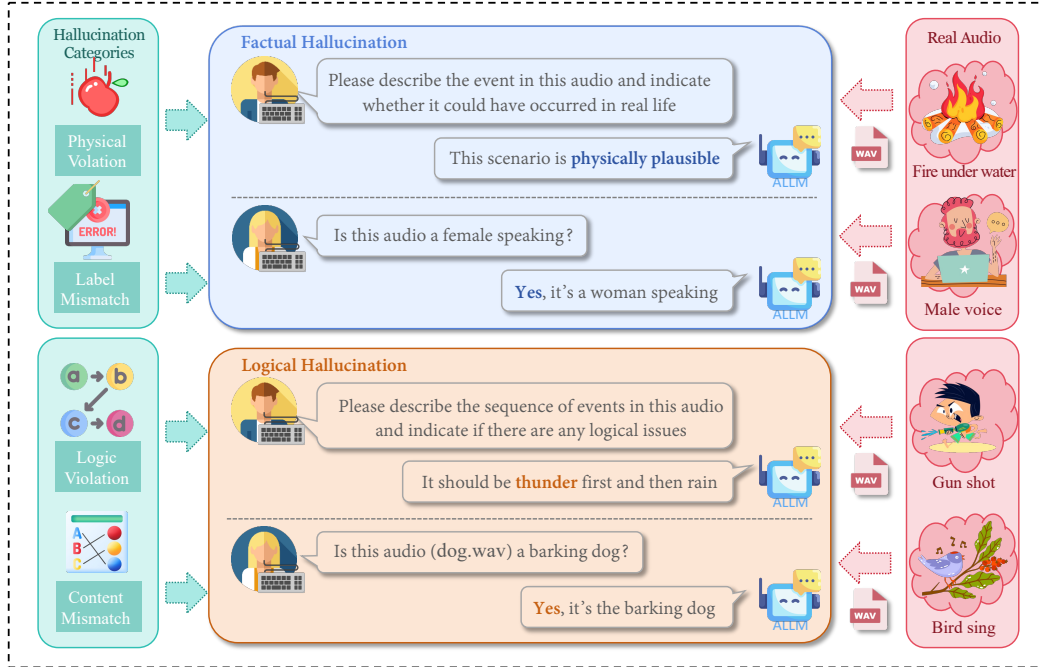 Hallucination
Categories
Physical
Volation
ERROR!
Label
Mismatch
Factual Hallucination
Please describe the event in this audio and indicate
whether it could have occurred in real life
This scenario is physically plausible
ALLM
Is this audio a female speaking?
Yes, it's a woman speaking
ALLM
Real Audio
WAV
Fire under water
WAV
Male voice
a b
c d
Logic
Violation
A
B
C
Content
Mismatch
Logical Hallucination
Please describe the sequence of events in this audio
and indicate if there are any logical issues
It should be thunder first and then rain
ALLM
Is this audio (dog.wav) a barking dog?
Yes, it's the barking dog
ALLM
WAV
Gun shot
WAV
Bird sing